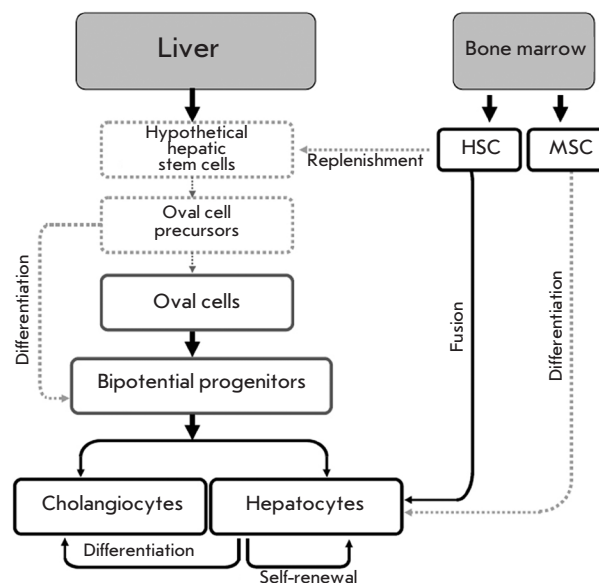 Liver
Bone marrow
Hypothetical
hepatic
stem cells
Replenishment
HSC
MSC
Oval cell
precursors
Differentiation
Oval cells
Fusion
Differentiation
Bipotential progenitors
Cholangiocytes
Hepatocytes
Differentiation
Self-renewal